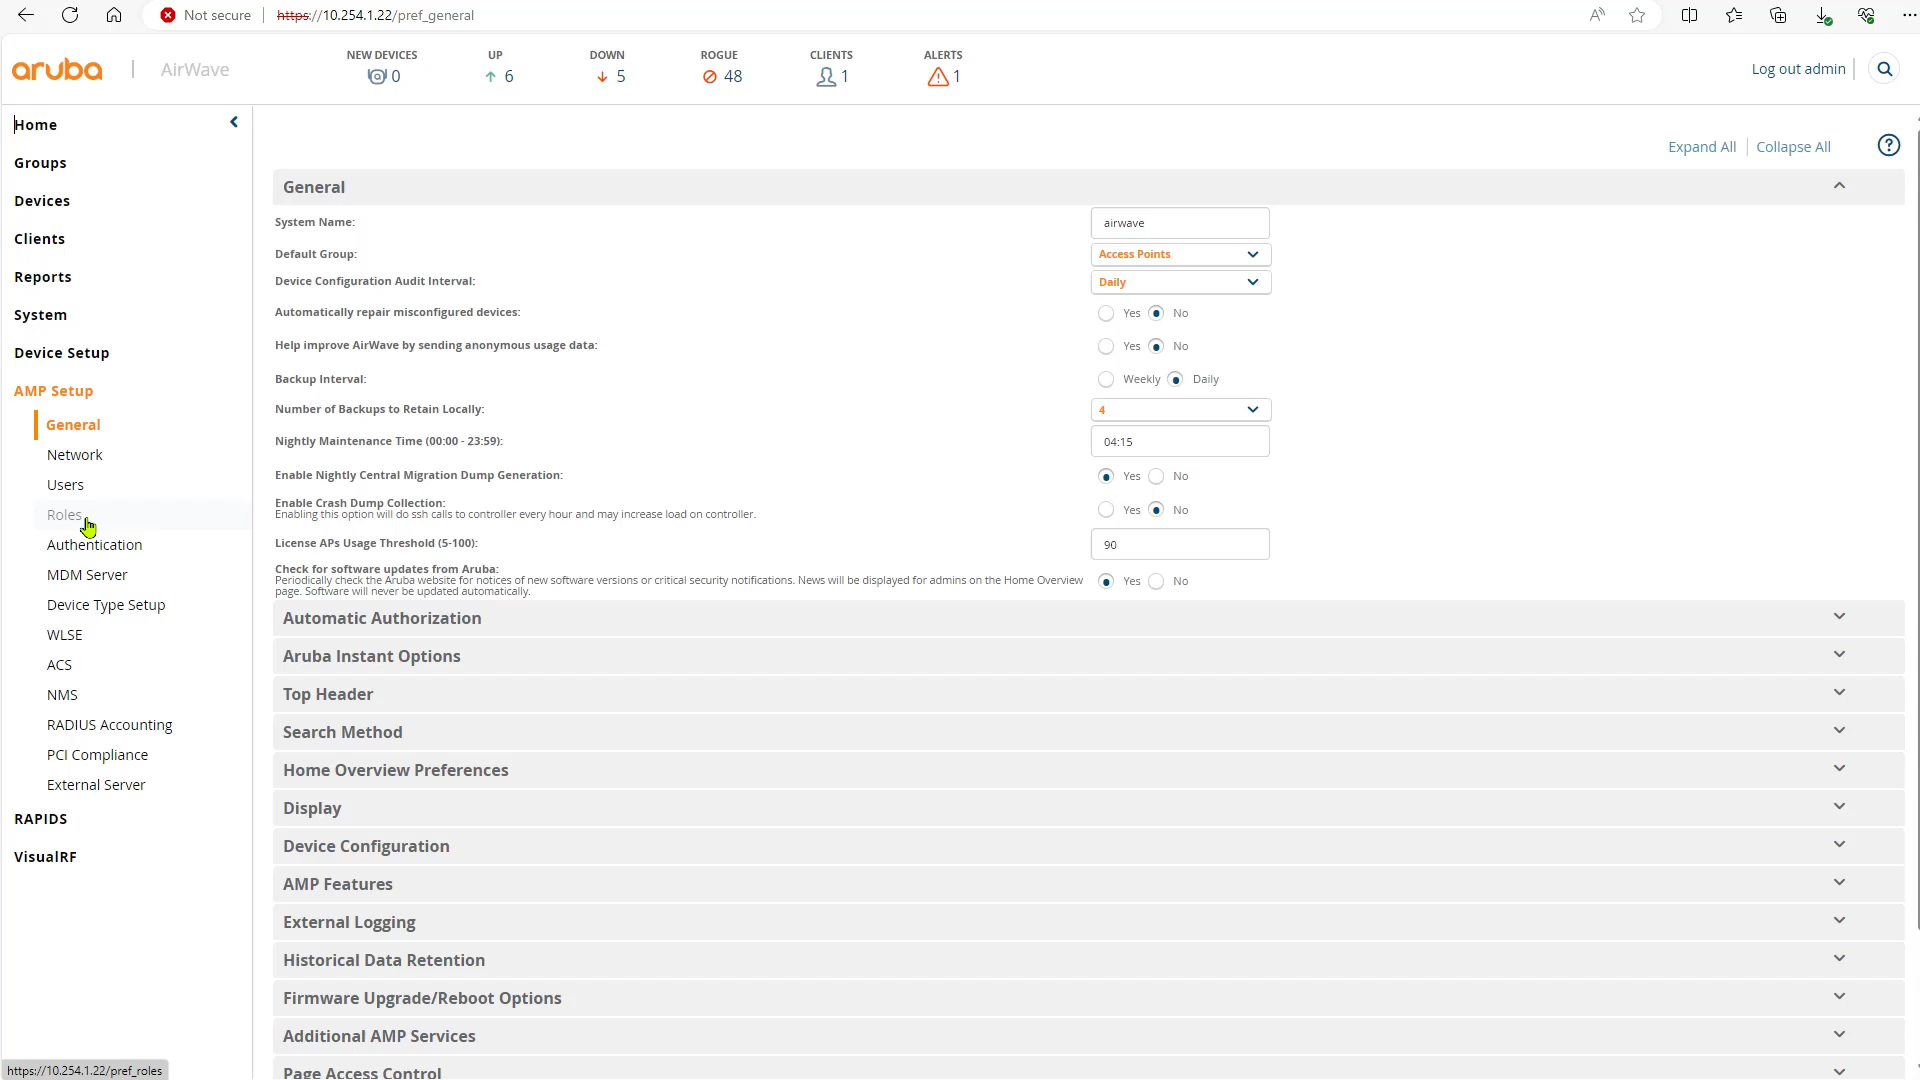 Not secure
https://10.254.1.22/pref_general
aruba
AirWave
NEW DEVICES
0
UP
6
DOWN
5
ROGUE
48
CLIENTS
1
ALERTS
1
Log out admin
Home
Groups
Devices
Clients
Reports
System
Device Setup
AMP Setup
General
Network
Users
Roles
Authentication
MDM Server
Device Type Setup
WLSE
ACS
NMS
RADIUS Accounting
PCI Compliance
External Server
RAPIDS
VisualRF
Expand All
Collapse All
General
System Name:
airwave
Default Group:
Access Points
Device Configuration Audit Interval:
Daily
Automatically repair misconfigured devices:
Yes No
Help improve AirWave by sending anonymous usage data:
Yes No
Backup Interval:
Weekly Daily
Number of Backups to Retain Locally:
4
Nightly Maintenance Time (00:00 - 23:59):
04:15
Enable Nightly Central Migration Dump Generation:
Yes No
Enable Crash Dump Collection:
Enabling this option will do ssh calls to controller every hour and may increase load on controller.
Yes No
License APs Usage Threshold (5-100):
90
Check for software updates from Aruba:
Periodically check the Aruba website for notices of new software versions or critical security notifications. News will be displayed for admins on the Home Overview
page. Software will never be updated automatically.
Yes No
Automatic Authorization
Aruba Instant Options
Top Header
Search Method
Home Overview Preferences
Display
Device Configuration
AMP Features
External Logging
Historical Data Retention
Firmware Upgrade/Reboot Options
Additional AMP Services
Page Access Control
https://10.254.1.22/pref_roles